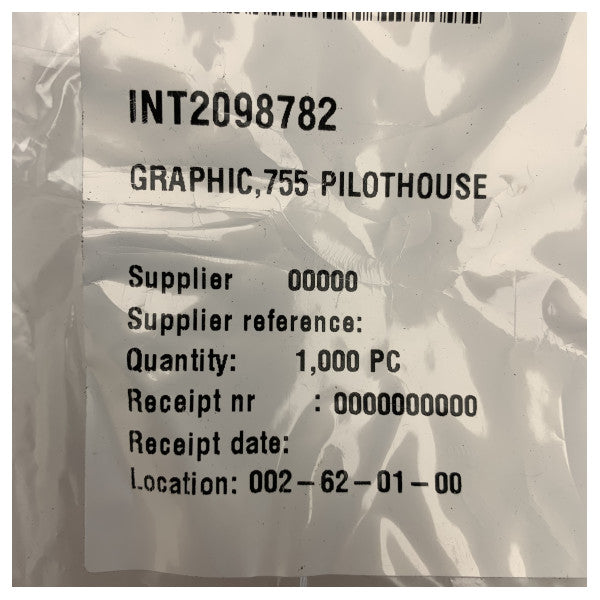 INT2098782
GRAPHIC,755 PILOTHOUSE
Supplier 00000
Supplier reference:
Quantity: 1,000 PC
Receipt nr : 0000000000
Receipt date:
Location: 002-62-01-00